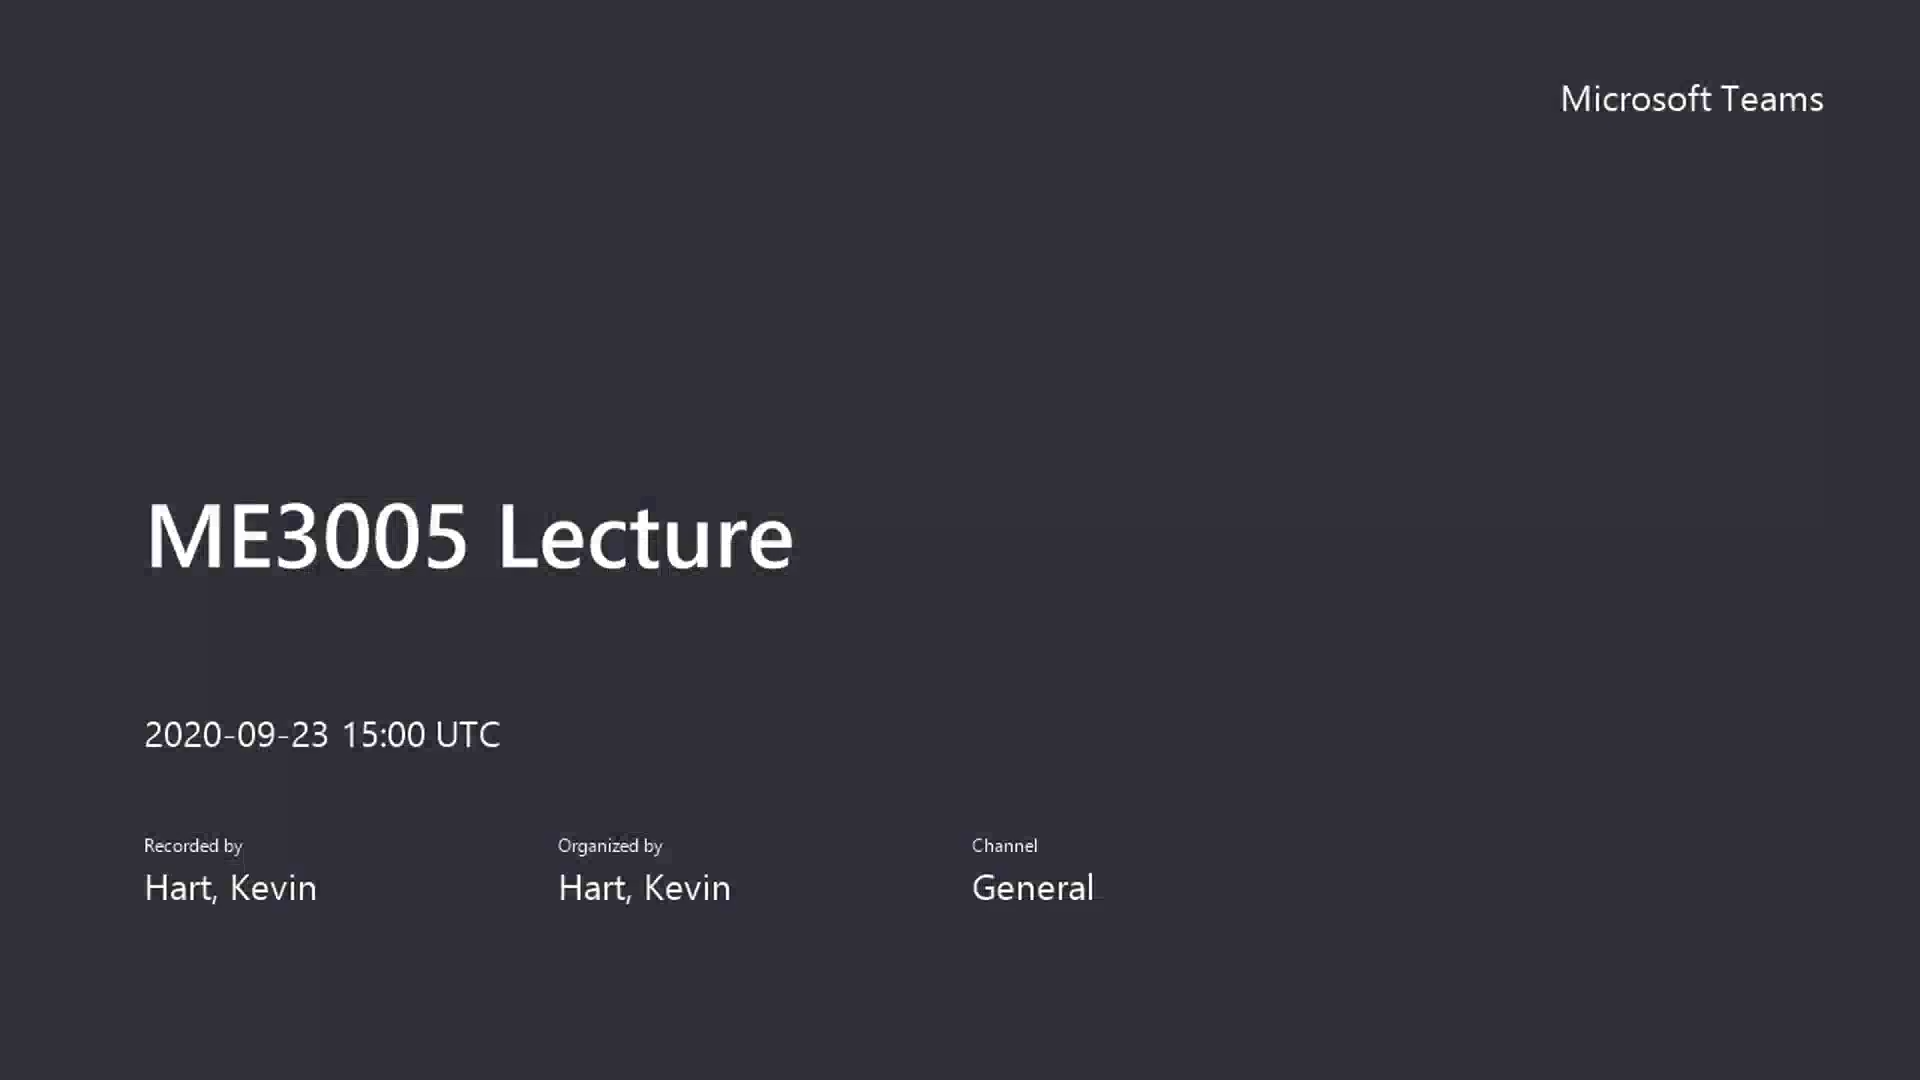 Microsoft Teams
ME3005 Lecture
2020-09-23 15:00 UTC
Recorded by
Hart, Kevin
Organized by
Hart, Kevin
Channel
General